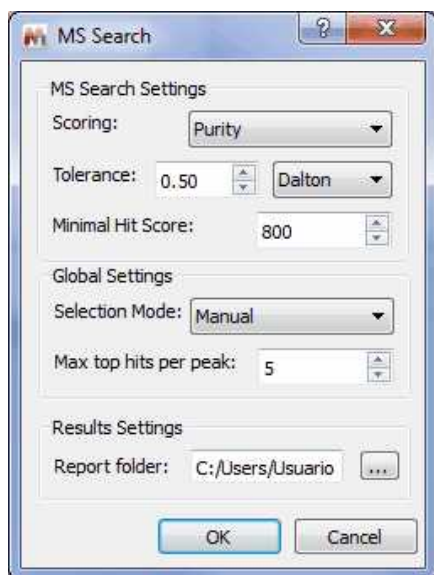 MS Search
MS Search Settings
Scoring: Purity
Tolerance: 0.50 Dalton
Minimal Hit Score: 800
Global Settings
Selection Mode: Manual
Max top hits per peak: 5
Results Settings
Report folder: C:/Users/Usuario ...
OK Cancel